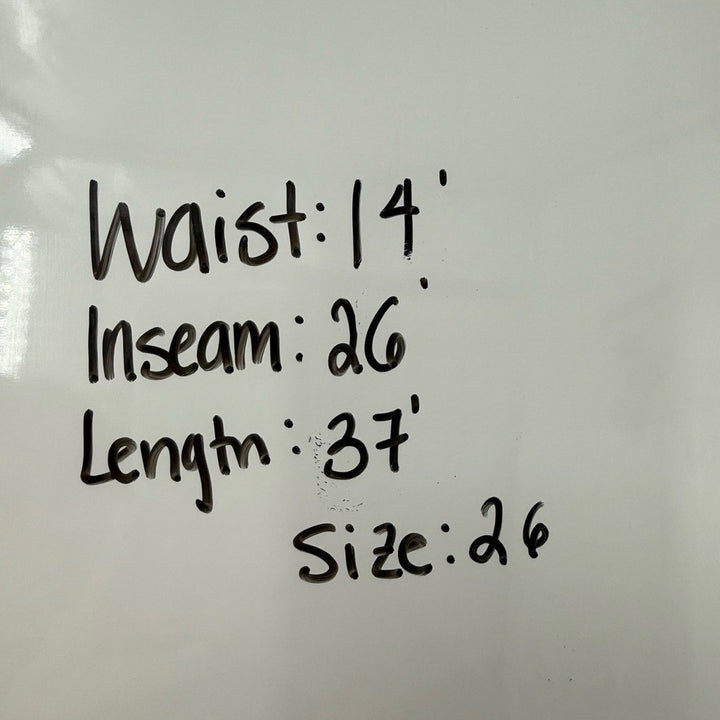 Waist: 14'
Inseam: 26'
Length: 37'
Size: 26